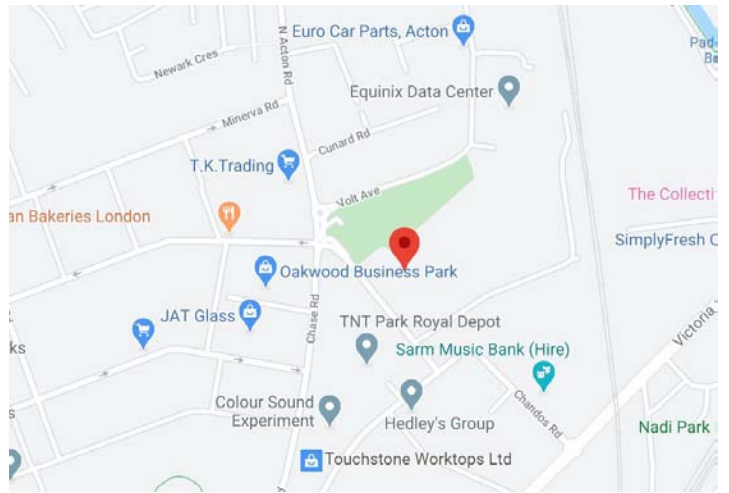 Euro Car Parts, Acton
N Acton Rd
Newark Cres
Equinix Data Center
Minerva Rd
Cunard Rd
T.K.Trading
Volt Ave
The Collecti
an Bakeries London
SimplyFresh
Oakwood Business Park
JAT Glass
Chase Rd
TNT Park Royal Depot
Victoria
ks
Sarm Music Bank (Hire)
Colour Sound
Experiment
Hedley's Group
Chandos Rd
Nadi Park
Touchstone Worktops Ltd